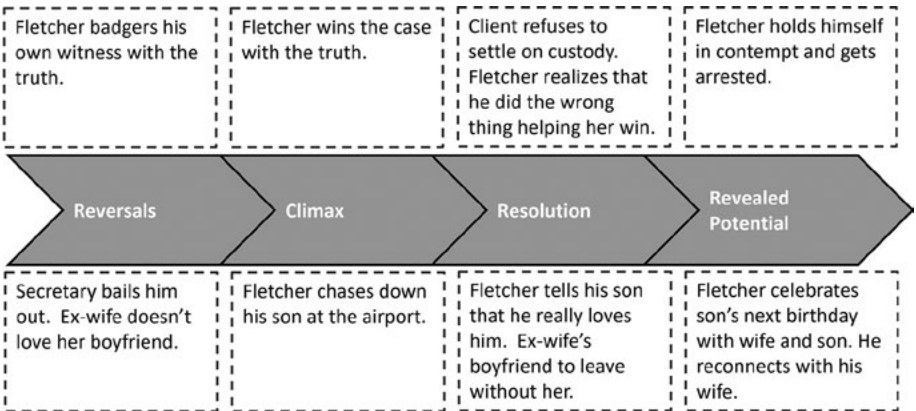 Fletcher badgers his
own witness with the
truth.
Fletcher wins the case
with the truth.
Client refuses to
settle on custody.
Fletcher realizes that
he did the wrong
thing helping her win.
Fletcher holds himself
in contempt and gets
arrested.
Reversals
Climax
Resolution
Revealed
Potential
Secretary bails him
out.  Ex-wife doesn’t
love her boyfriend.
Fletcher chases down
his son at the airport.
Fletcher tells his son
that he really loves
him.  Ex-wife’s
boyfriend to leave
without her.
Fletcher celebrates
son’s next birthday
with wife and son. He
reconnects with his
wife.